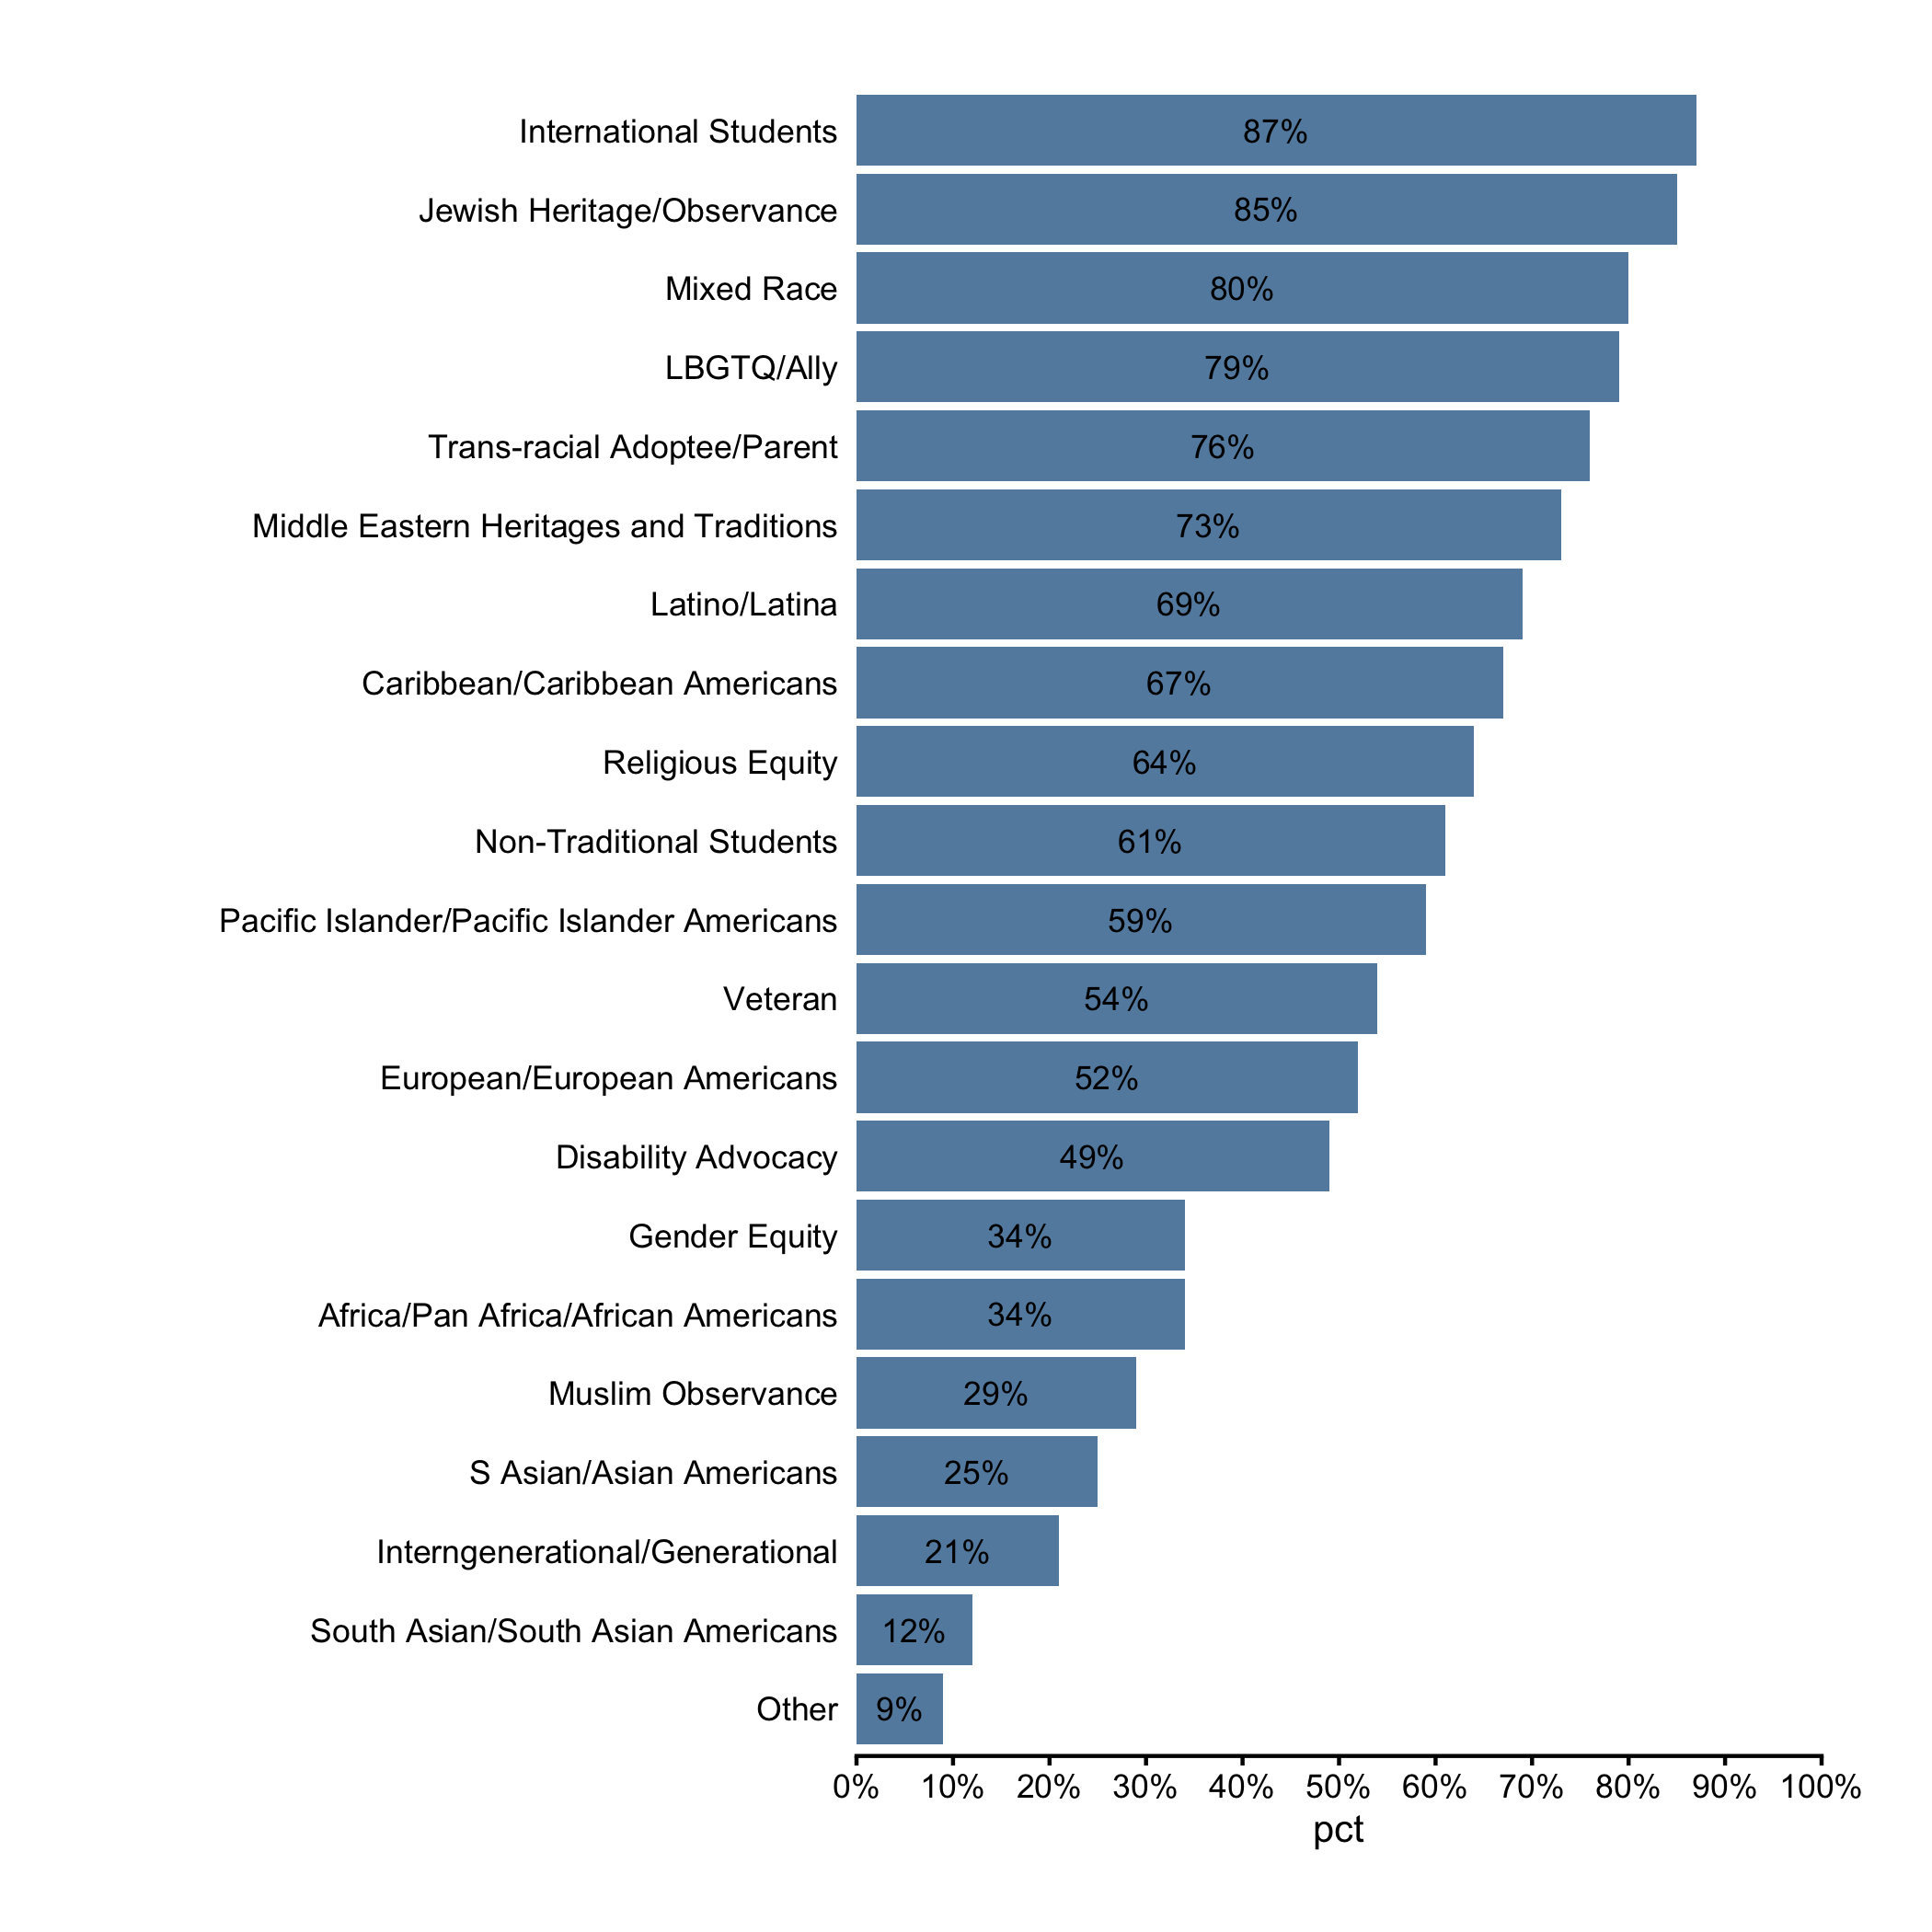 International Students 87%
Jewish Heritage/Observance 85%
Mixed Race 80%
LBGTQ/Ally 79%
Trans-racial Adoptee/Parent 76%
Middle Eastern Heritages and Traditions 73%
Latino/Latina 69%
Caribbean/Caribbean Americans 67%
Religious Equity 64%
Non-Traditional Students 61%
Pacific Islander/Pacific Islander Americans 59%
Veteran 54%
European/European Americans 52%
Disability Advocacy 49%
Gender Equity 34%
Africa/Pan Africa/African Americans 34%
Muslim Observance 29%
S Asian/Asian Americans 25%
Interngenerational/Generational 21%
South Asian/South Asian Americans 12%
Other 9%
0% 10% 20% 30% 40% 50% 60% 70% 80% 90% 100%
pct